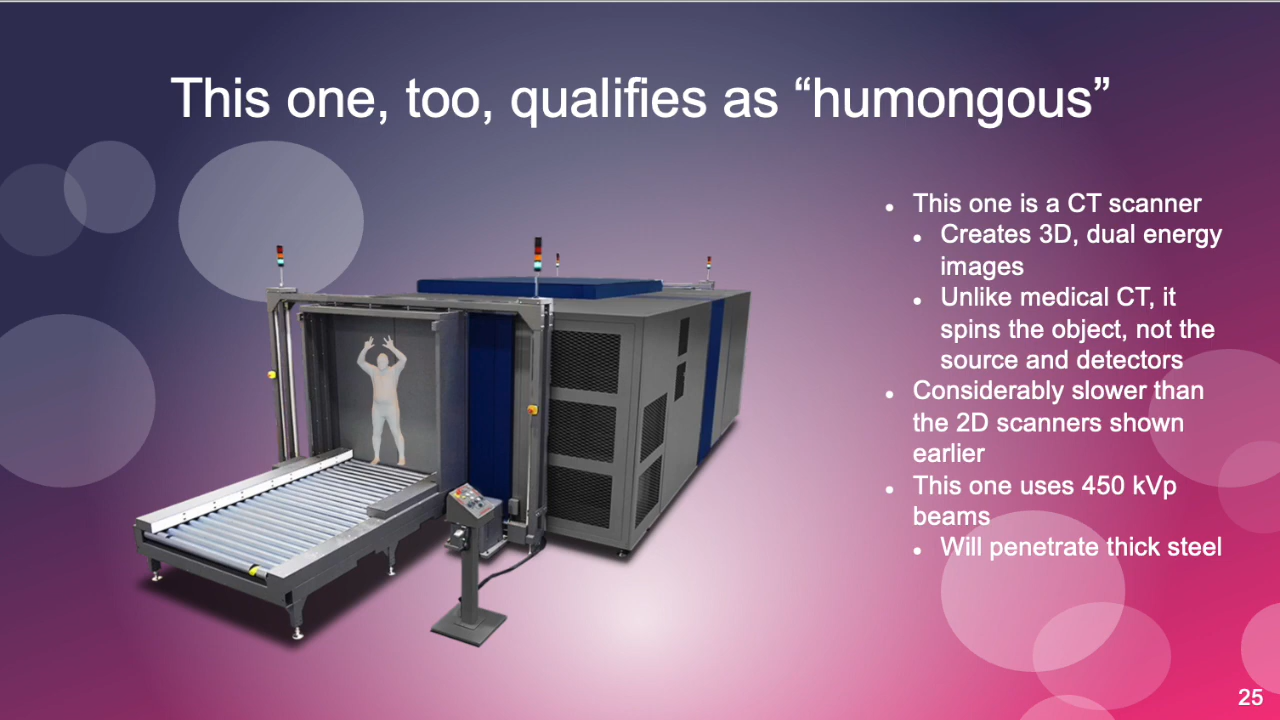 This one, too, qualifies as “humongous”
• This one is a CT scanner
• Creates 3D, dual energy
images
• Unlike medical CT, it
spins the object, not the
source and detectors
• Considerably slower than
the 2D scanners shown
earlier
• This one uses 450 kVp
beams
• Will penetrate thick steel
25